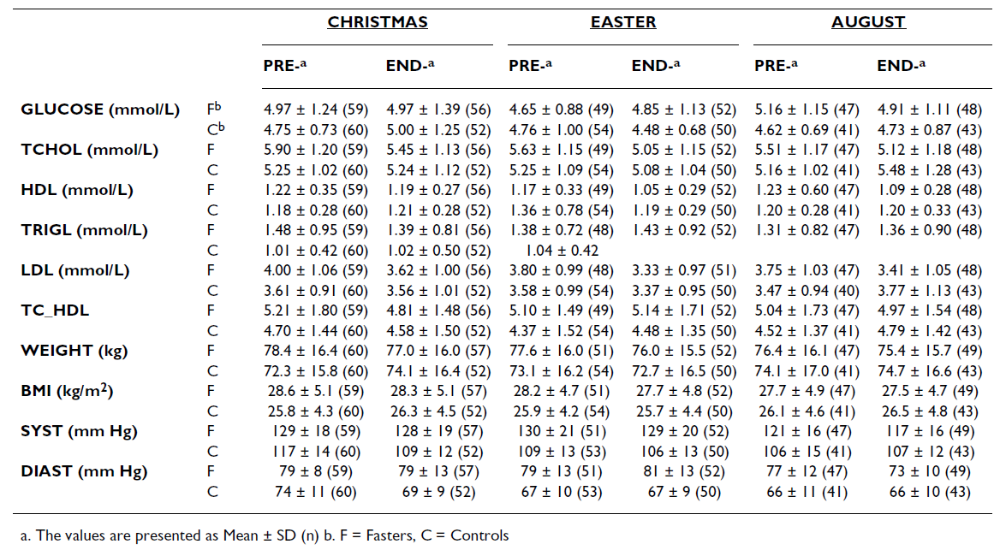 CHRISTMAS EASTER AUGUST
PRE-a END-a PRE-a END-a PRE-a END-a
GLUCOSE (mmol/L) Fb 4.97 ± 1.24 (59) 4.97 ± 1.39 (56) 4.65 ± 0.88 (49) 4.85 ± 1.13 (52) 5.16 ± 1.15 (47) 4.91 ± 1.11 (48)
Cb 4.75 ± 0.73 (60) 5.00 ± 1.25 (52) 4.76 ± 1.00 (54) 4.48 ± 0.68 (50) 4.62 ± 0.69 (41) 4.73 ± 0.87 (43)
TCHOL (mmol/L) F 5.90 ± 1.20 (59) 5.45 ± 1.13 (56) 5.63 ± 1.15 (49) 5.05 ± 1.15 (52) 5.51 ± 1.17 (47) 5.12 ± 1.18 (48)
C 5.25 ± 1.02 (60) 5.24 ± 1.12 (52) 5.25 ± 1.09 (54) 5.08 ± 1.04 (50) 5.16 ± 1.02 (41) 5.48 ± 1.28 (43)
HDL (mmol/L) F 1.22 ± 0.35 (59) 1.19 ± 0.27 (56) 1.17 ± 0.33 (49) 1.05 ± 0.29 (52) 1.23 ± 0.60 (47) 1.09 ± 0.28 (48)
C 1.18 ± 0.28 (60) 1.21 ± 0.28 (52) 1.36 ± 0.78 (54) 1.19 ± 0.29 (50) 1.20 ± 0.28 (41) 1.20 ± 0.33 (43)
TRIGL (mmol/L) F 1.48 ± 0.95 (59) 1.39 ± 0.81 (56) 1.38 ± 0.72 (48) 1.43 ± 0.92 (52) 1.31 ± 0.82 (47) 1.36 ± 0.90 (48)
C 1.01 ± 0.42 (60) 1.02 ± 0.50 (52) 1.04 ± 0.42
LDL (mmol/L) F 4.00 ± 1.06 (59) 3.62 ± 1.00 (56) 3.80 ± 0.99 (48) 3.33 ± 0.97 (51) 3.75 ± 1.03 (47) 3.41 ± 1.05 (48)
C 3.61 ± 0.91 (60) 3.56 ± 1.01 (52) 3.58 ± 0.99 (54) 3.37 ± 0.95 (50) 3.47 ± 0.94 (40) 3.77 ± 1.13 (43)
TC_HDL F 5.21 ± 1.80 (59) 4.81 ± 1.48 (56) 5.10 ± 1.49 (49) 5.14 ± 1.71 (52) 5.04 ± 1.73 (47) 4.97 ± 1.54 (48)
C 4.70 ± 1.44 (60) 4.58 ± 1.50 (52) 4.37 ± 1.52 (54) 4.48 ± 1.35 (50) 4.52 ± 1.37 (41) 4.79 ± 1.42 (43)
WEIGHT (kg) F 78.4 ± 16.4 (60) 77.0 ± 16.0 (57) 77.6 ± 16.0 (51) 76.0 ± 15.5 (52) 76.4 ± 16.1 (47) 75.4 ± 15.7 (49)
C 72.3 ± 15.8 (60) 74.1 ± 16.4 (52) 73.1 ± 16.2 (54) 72.7 ± 16.5 (50) 74.1 ± 17.0 (41) 74.7 ± 16.6 (43)
BMI (kg/m2) F 28.6 ± 5.1 (59) 28.3 ± 5.1 (57) 28.2 ± 4.7 (51) 27.7 ± 4.8 (52) 27.7 ± 4.9 (47) 27.5 ± 4.7 (49)
C 25.8 ± 4.3 (60) 26.3 ± 4.5 (52) 25.9 ± 4.2 (54) 25.7 ± 4.4 (50) 26.1 ± 4.6 (41) 26.5 ± 4.8 (43)
SYST (mm Hg) F 129 ± 18 (59) 128 ± 19 (57) 130 ± 21 (51) 129 ± 20 (52) 121 ± 16 (47) 117 ± 16 (49)
C 117 ± 14 (60) 109 ± 12 (52) 109 ± 13 (53) 106 ± 13 (50) 106 ± 15 (41) 107 ± 12 (43)
DIAST (mm Hg) F 79 ± 8 (59) 79 ± 13 (57) 79 ± 13 (51) 81 ± 13 (52) 77 ± 12 (47) 73 ± 10 (49)
C 74 ± 11 (60) 69 ± 9 (52) 67 ± 10 (53) 67 ± 9 (50) 66 ± 11 (41) 66 ± 10 (43)
a. The values are presented as Mean ± SD (n) b. F = Fasters, C = Controls